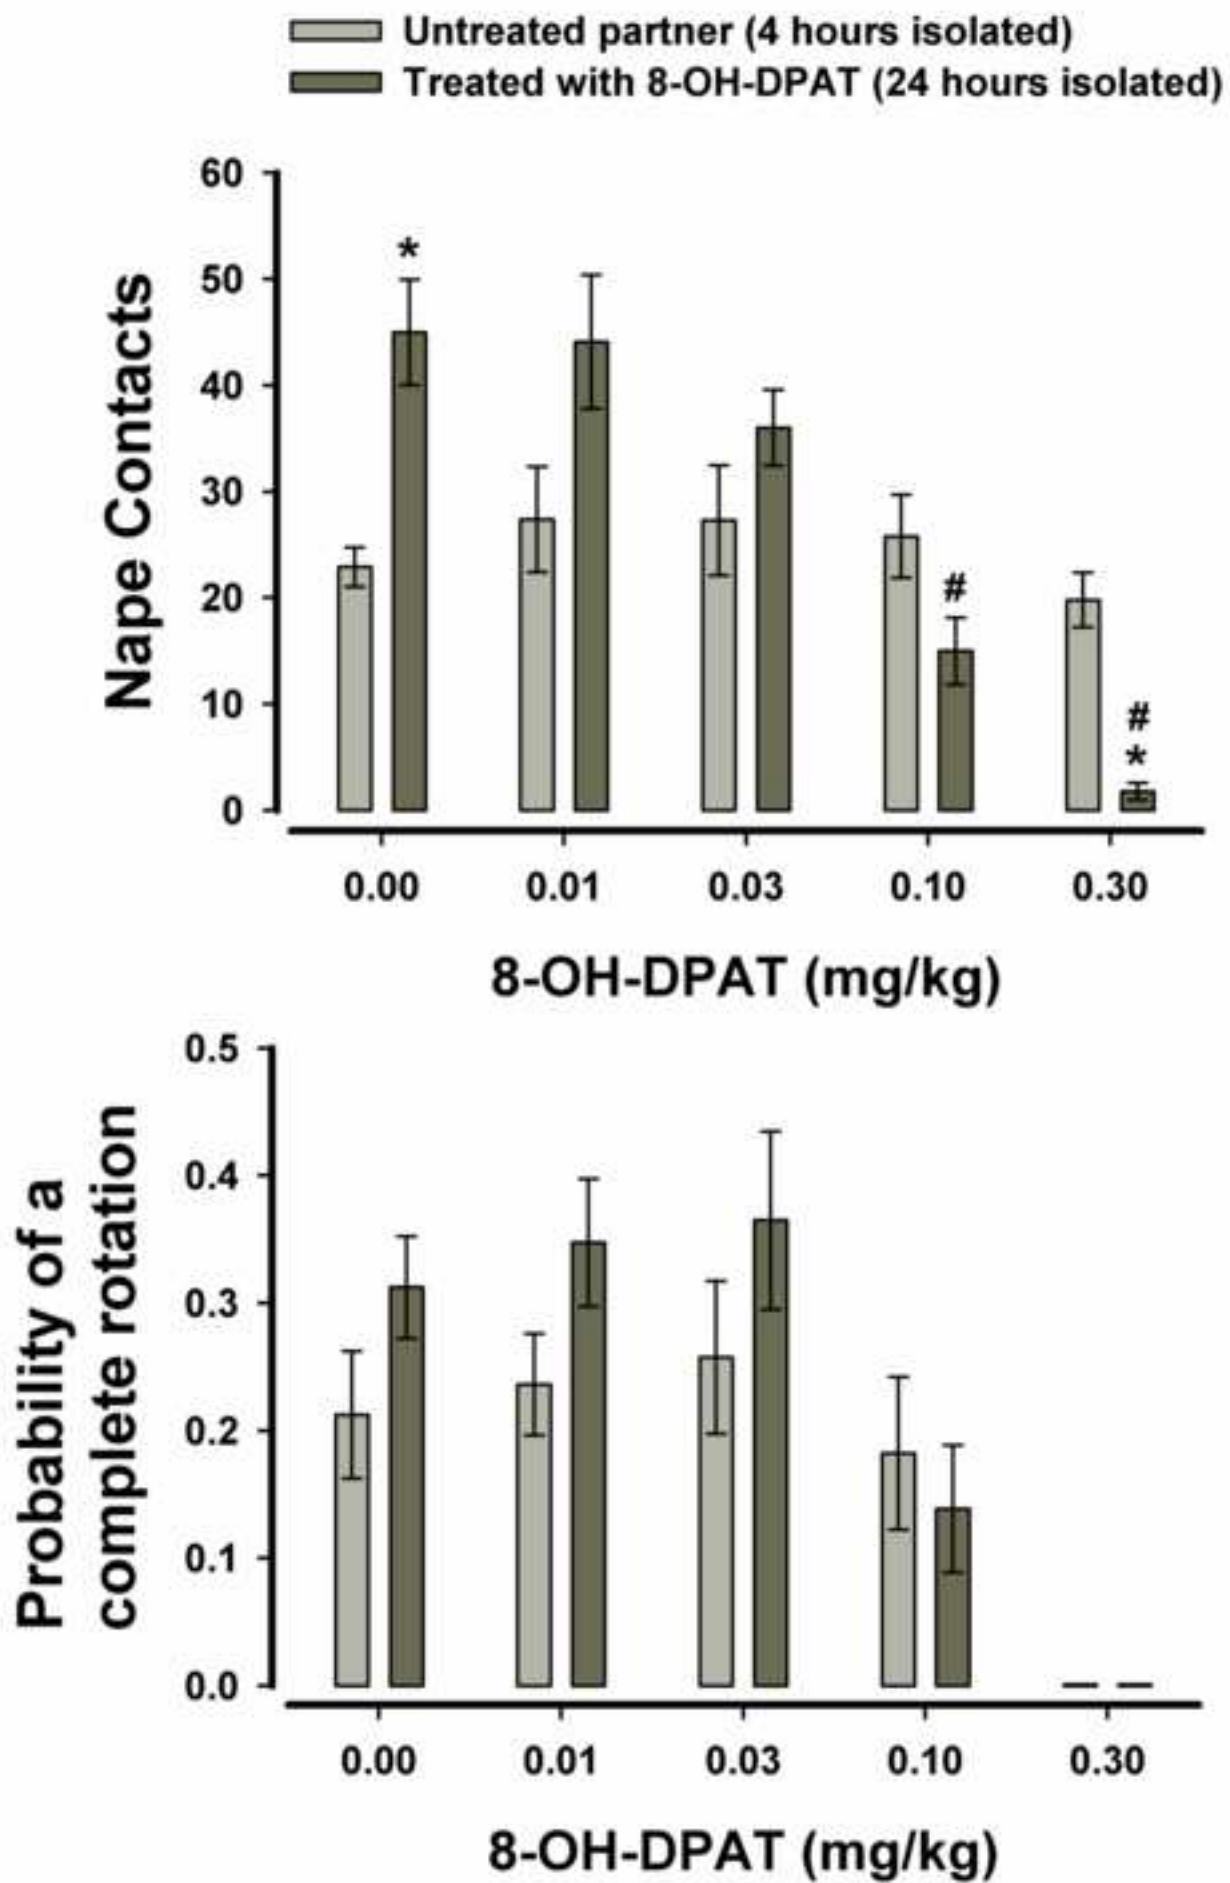 Untreated partner (4 hours isolated)
Treated with 8-OH-DPAT (24 hours isolated)
60
50
40
30
20
10
0
Nape Contacts
*
#
#
*
0.00 0.01 0.03 0.10 0.30
8-OH-DPAT (mg/kg)
0.5
0.4
0.3
0.2
0.1
0.0
Probability of a
complete rotation
0.00 0.01 0.03 0.10 0.30
8-OH-DPAT (mg/kg)